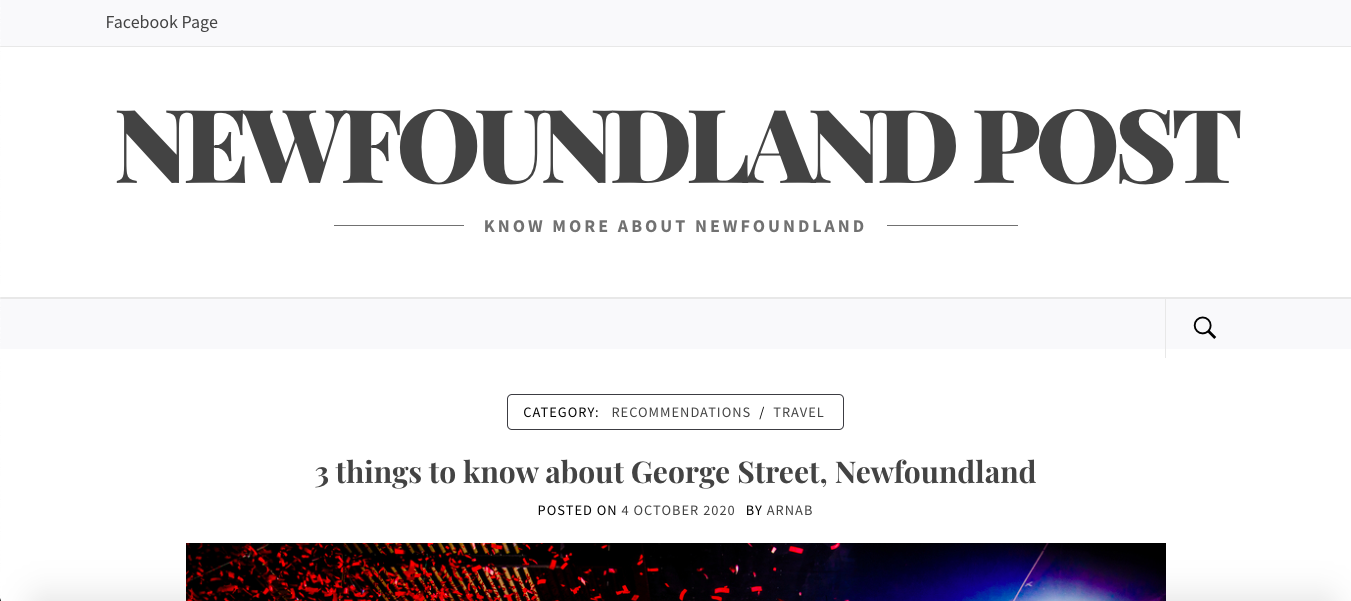 Facebook Page
NEWFOUNDLAND POST
KNOW MORE ABOUT NEWFOUNDLAND
CATEGORY: RECOMMENDATIONS / TRAVEL
3 things to know about George Street, Newfoundland
POSTED ON 4 OCTOBER 2020 BY ARNAB